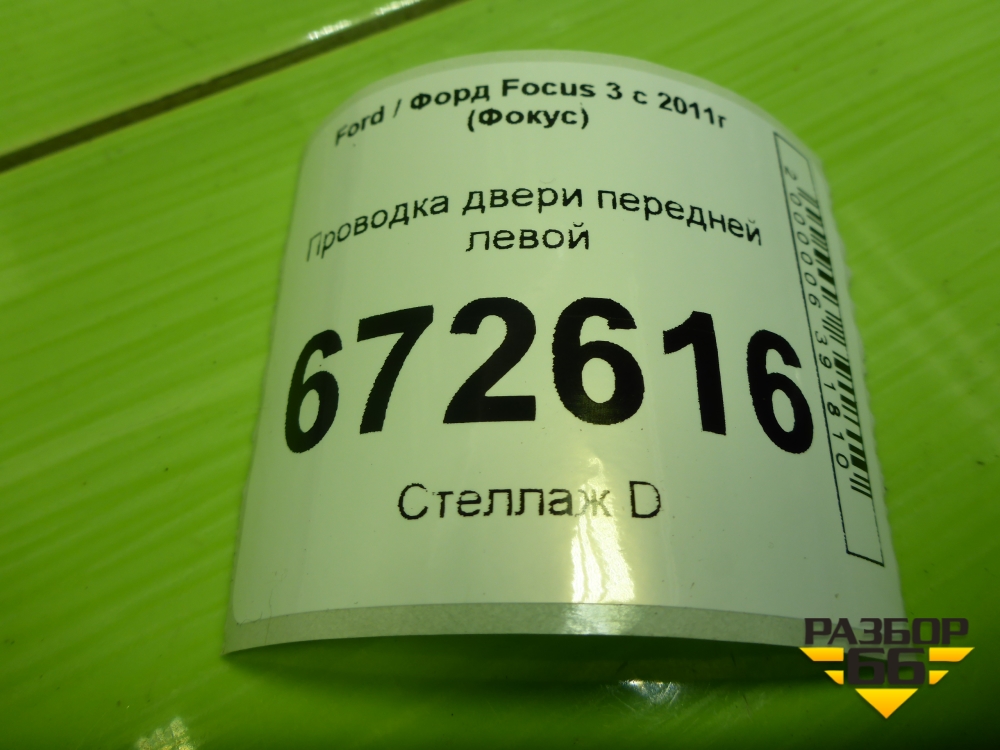 Ford / Форд Focus 3 с 2011г
(Фокус)
Проводка двери передней
левой
672616
Стеллаж D
2000006391810
РАЗБОР
66